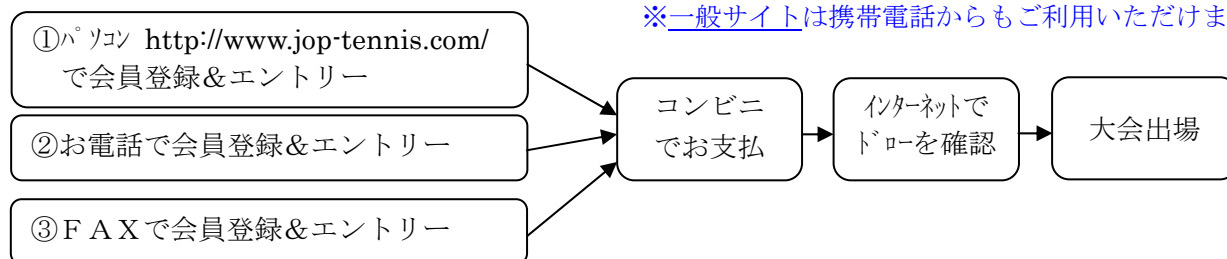 ※一般サイトは携帯電話からもご利用いただけま
①ﾊﾟｿｺﾝ http://www.jop-tennis.com/
で会員登録&エントリー
②お電話で会員登録&エントリー
③ＦＡＸで会員登録&エントリー
コンビニ
でお支払
ｲﾝﾀｰﾈｯﾄで
ﾄﾞﾛｰを確認
大会出場